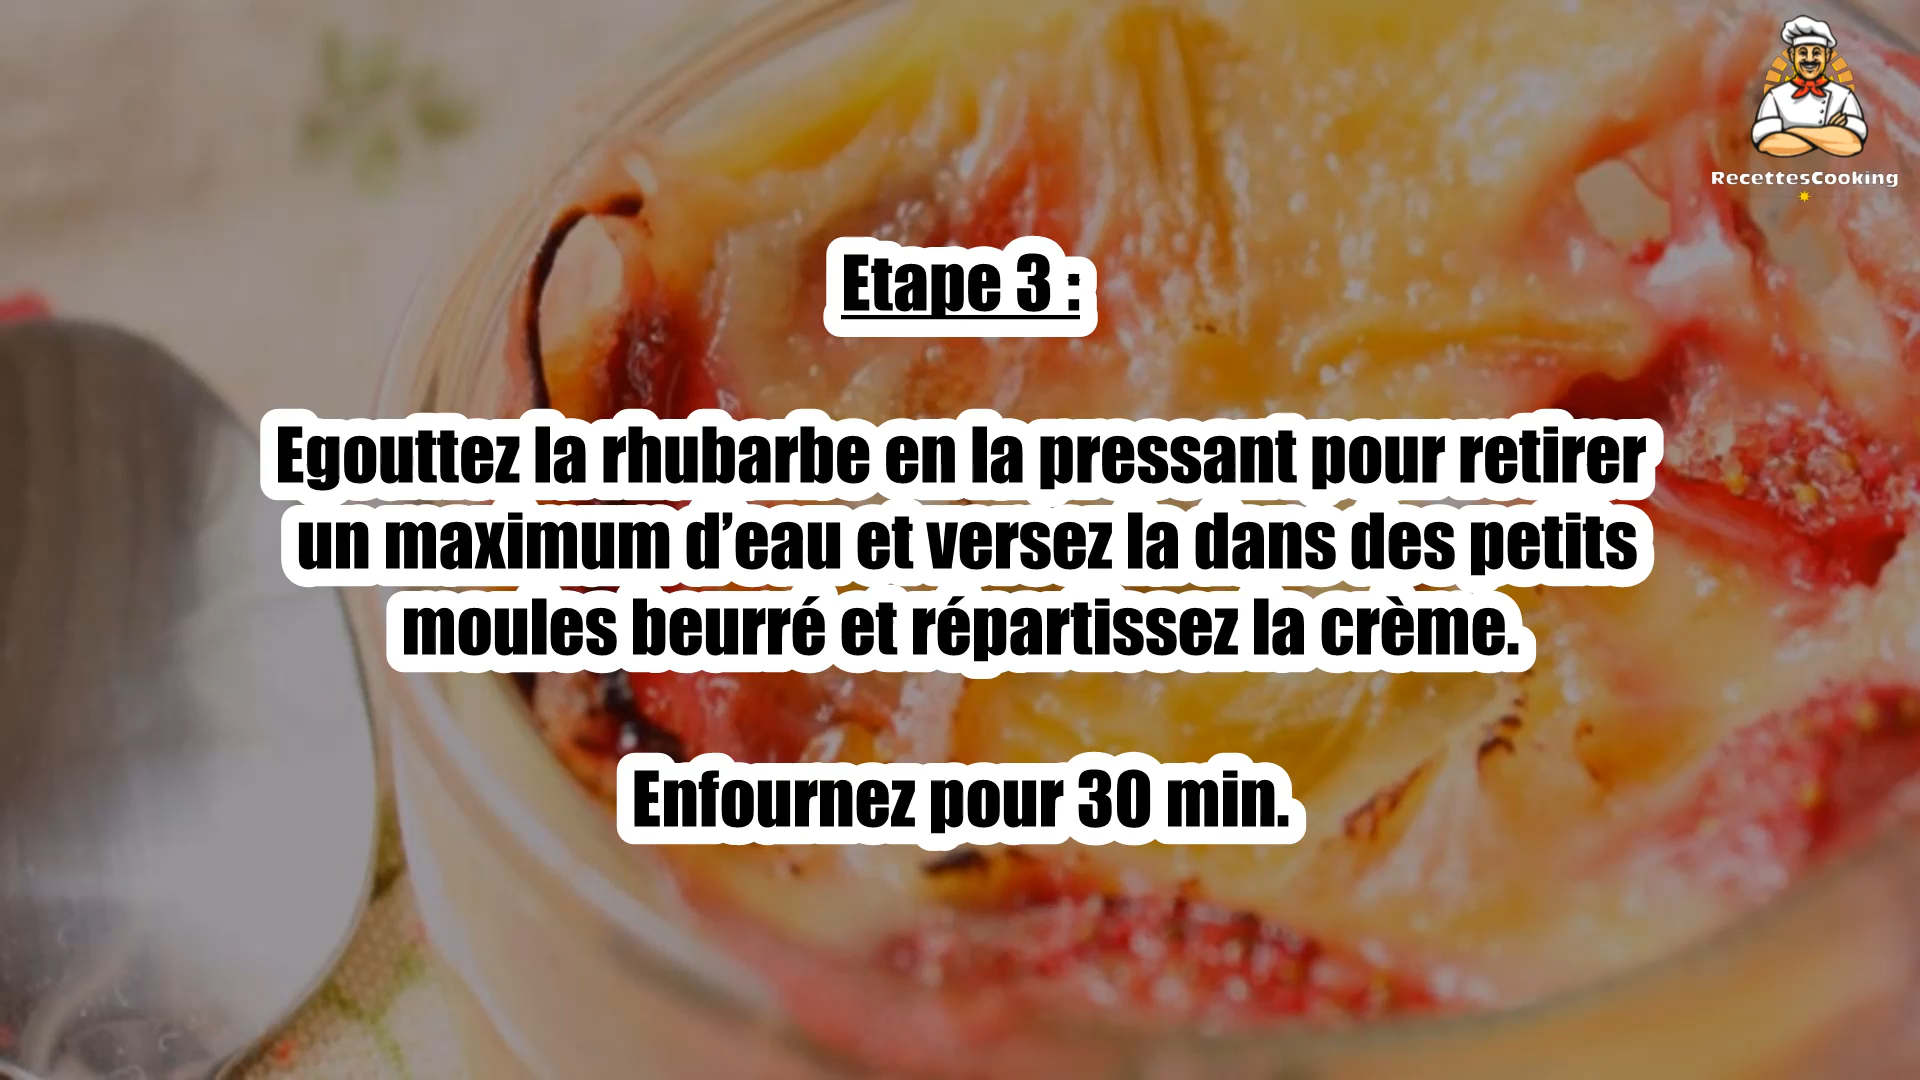 RecettesCooking
Etape 3 :
Egouttez la rhubarbe en la pressant pour retirer
un maximum d’eau et versez la dans des petits
moules beurré et répartissez la crème.
Enfournez pour 30 min.